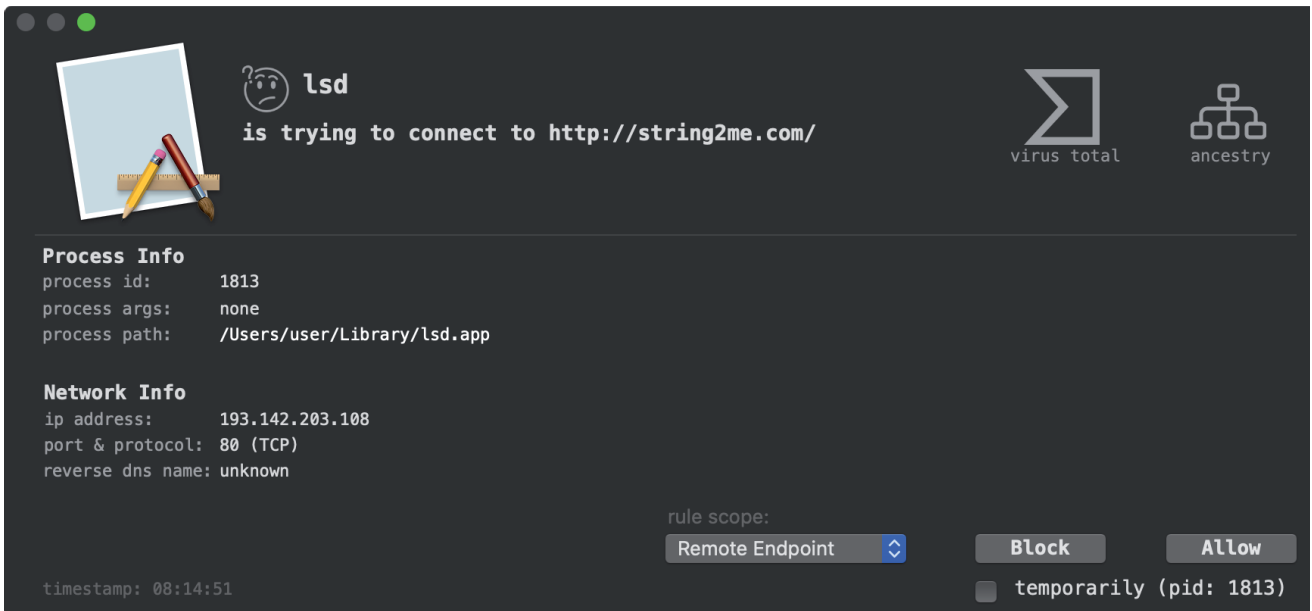 lsd
is trying to connect to http://string2me.com/
virus total
ancestry
Process Info
process id: 1813
process args: none
process path: /Users/user/Library/lsd.app
Network Info
ip address: 193.142.203.108
port & protocol: 80 (TCP)
reverse dns name: unknown
rule scope:
Remote Endpoint
Block
Allow
timestamp: 08:14:51
temporarily (pid: 1813)